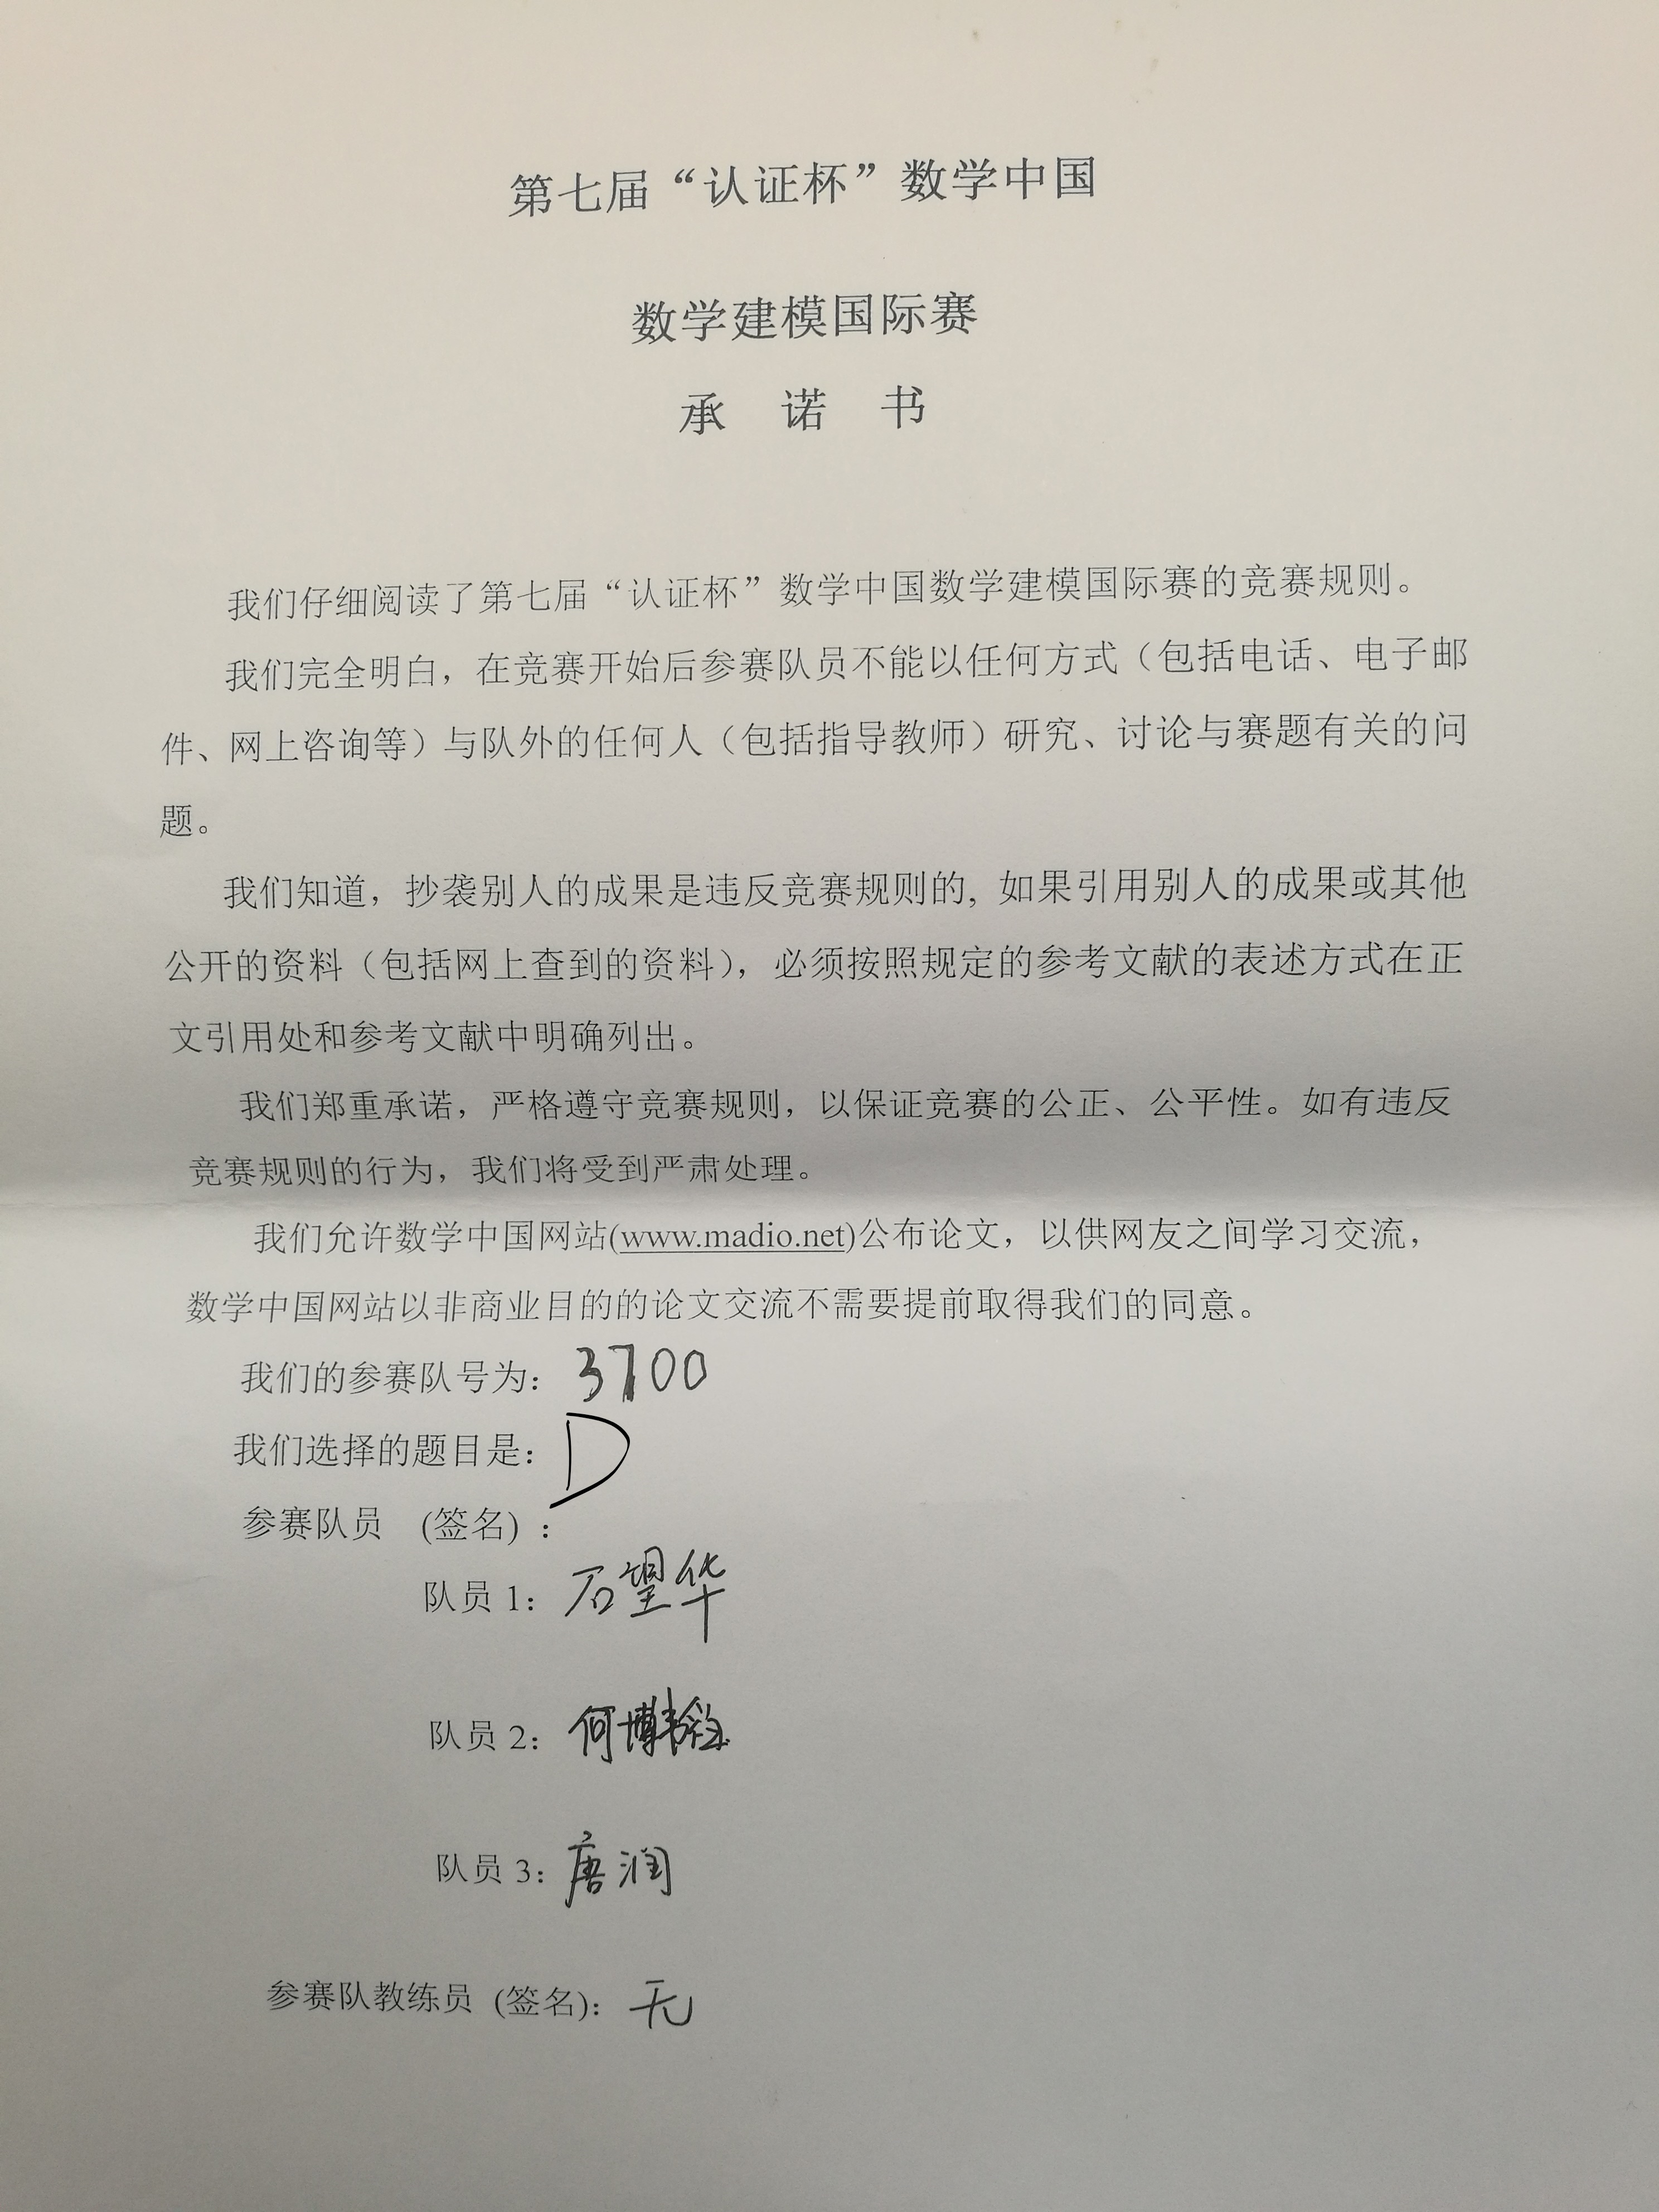 第七届“认证杯”数学中国
数学建模国际赛
承 诺 书
我们仔细阅读了第七届“认证杯”数学中国数学建模国际赛的竞赛规则。
我们完全明白，在竞赛开始后参赛队员不能以任何方式（包括电话、电子邮
件、网上咨询等）与队外的任何人（包括指导教师）研究、讨论与赛题有关的问
题。
我们知道，抄袭别人的成果是违反竞赛规则的, 如果引用别人的成果或其他
公开的资料（包括网上查到的资料），必须按照规定的参考文献的表述方式在正
文引用处和参考文献中明确列出。
我们郑重承诺，严格遵守竞赛规则，以保证竞赛的公正、公平性。如有违反
竞赛规则的行为，我们将受到严肃处理。
我们允许数学中国网站(www.madio.net)公布论文，以供网友之间学习交流，
数学中国网站以非商业目的的论文交流不需要提前取得我们的同意。
我们的参赛队号为：3700
我们选择的题目是：D
参赛队员 (签名) ：
队员 1：石望华
队员 2：何博
队员 3：唐润
参赛队教练员 (签名)：无